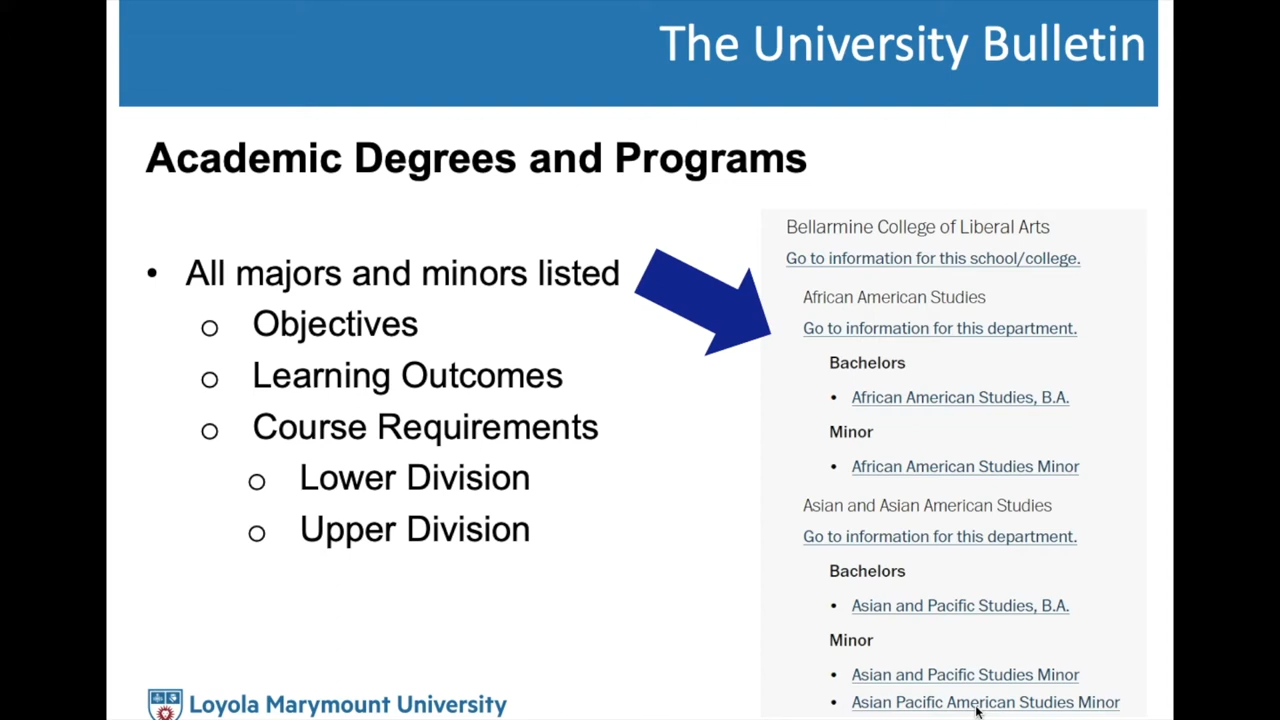 The University Bulletin
Academic Degrees and Programs
• All majors and minors listed
o Objectives
o Learning Outcomes
o Course Requirements
o Lower Division
o Upper Division
Bellarmine College of Liberal Arts
Go to information for this school/college.
African American Studies
Go to information for this department.
Bachelors
• African American Studies, B.A.
Minor
• African American Studies Minor
Asian and Asian American Studies
Go to information for this department.
Bachelors
• Asian and Pacific Studies, B.A.
Minor
• Asian and Pacific Studies Minor
• Asian Pacific American Studies Minor
Loyola Marymount University